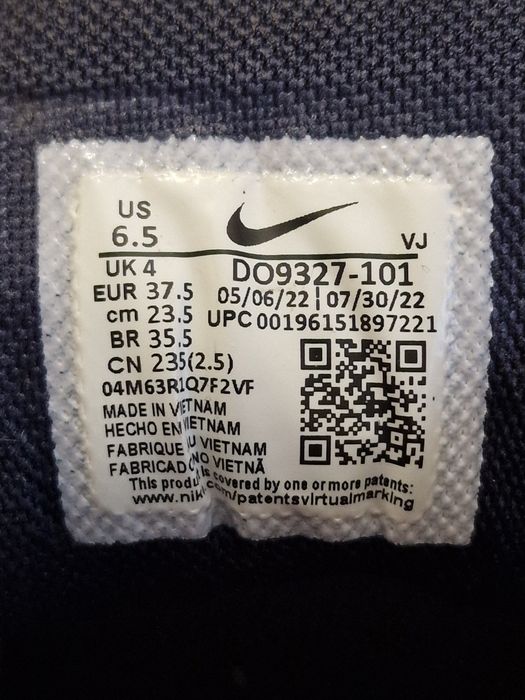 US
6.5
VJ
UK 4
DO9327-101
EUR 37.5
05/06/22 | 07/30/22
cm 23.5
UPC 00196151897221
BR 35.5
CN 235(2.5)
04M63R1Q7F2VF
MADE IN VIETNAM
HECHO EN VIETNAM
FABRIQUE AU VIETNAM
FABRICADO NO VIETNÃ
This produ is covered by one or more patents:
www.nik .com/patentsvirtualmarking